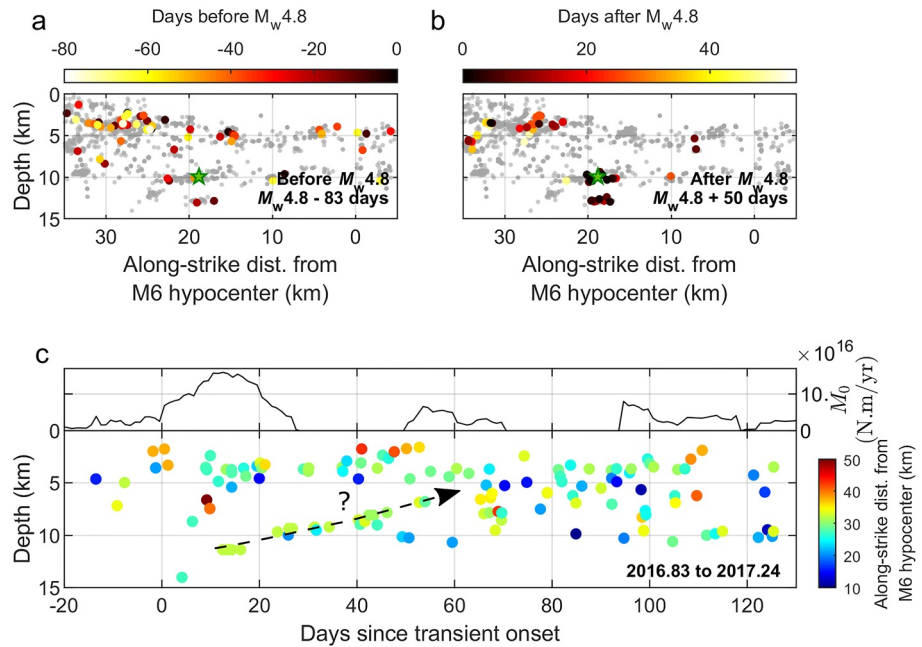 a
Days before Mw4.8
-80 -60 -40 -20 0
0
5
10
15
Depth (km)
Before Mw4.8
Mw4.8 - 83 days
30 20 10 0
Along-strike dist. from
M6 hypocenter (km)
b
Days after Mw4.8
0 20 40
0
5
10
15
After Mw4.8
Mw4.8 + 50 days
30 20 10 0
Along-strike dist. from
M6 hypocenter (km)
c
× 10^16
10
0
Ṁ0
(N.m/yr)
0
5
10
15
Depth (km)
?
2016.83 to 2017.24
-20 0 20 40 60 80 100 120
Days since transient onset
50
40
30
20
10
Along-strike dist. from
M6 hypocenter (km)